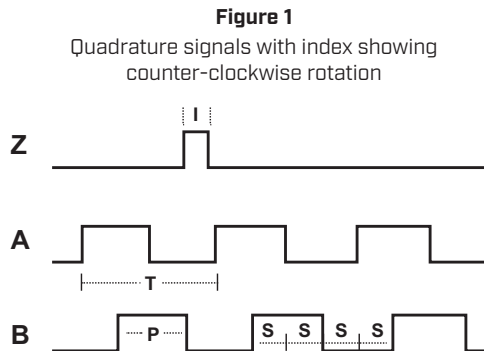 Figure 1
Quadrature signals with index showing
counter-clockwise rotation
I
Z
A
T
B
P
S S S S